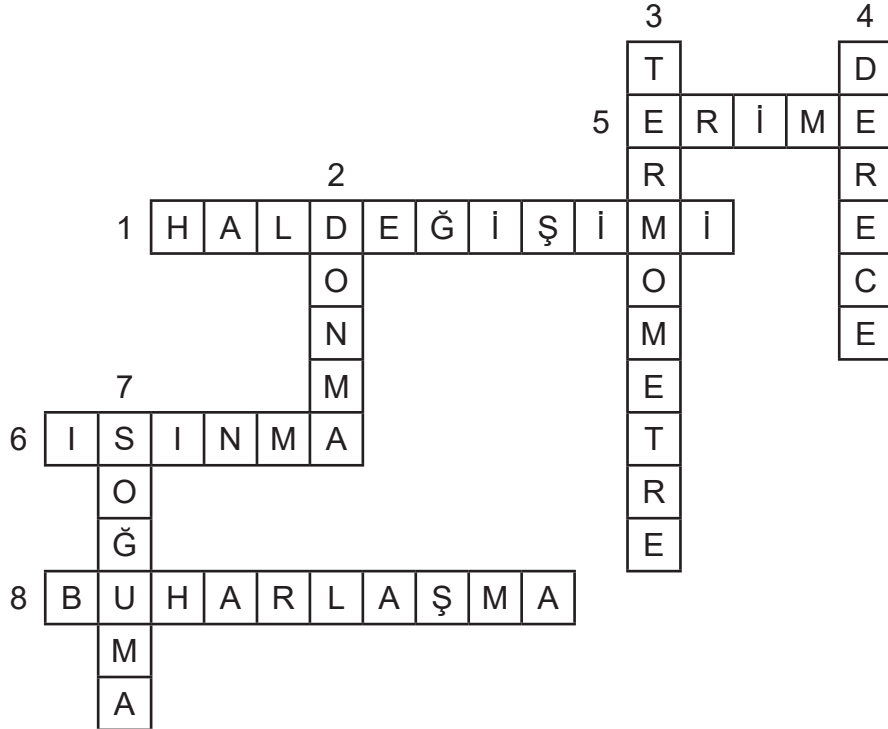 3 4
T D
5 E R İ M E
2 R R
1 H A L D E Ğ İ Ş İ M İ E
O O C
N M E
7 M E
6 I S I N M A T
O R
Ğ E
8 B U H A R L A Ş M A
M
A